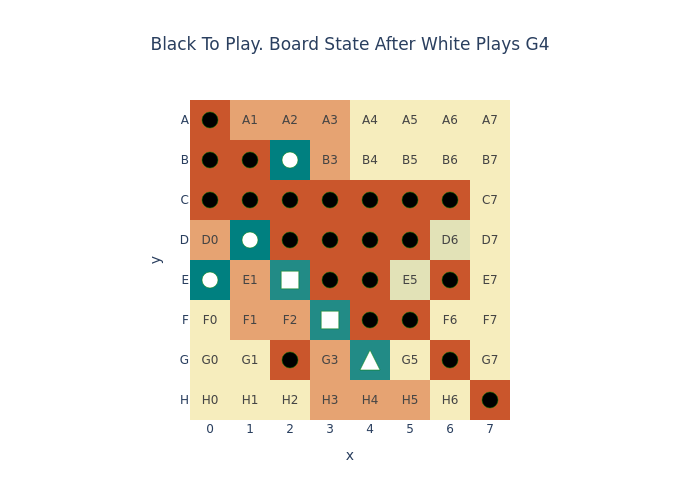 Black To Play. Board State After White Plays G4
A A1 A2 A3 A4 A5 A6 A7
B B3 B4 B5 B6 B7
C C7
D D0 D6 D7
y
E E1 E5 E7
F F0 F1 F2 F6 F7
G G0 G1 G3 G5 G7
H H0 H1 H2 H3 H4 H5 H6
0 1 2 3 4 5 6 7
x